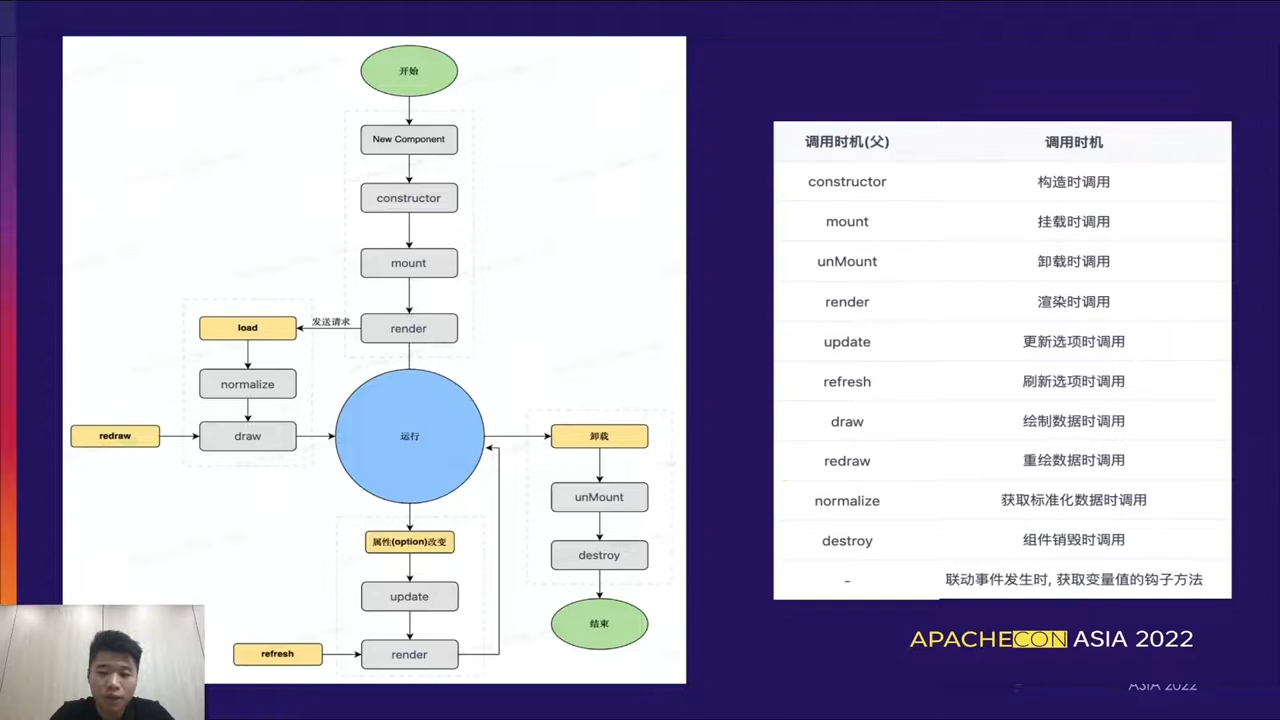 开始
New Component
constructor
mount
发送请求
render
load
normalize
redraw
draw
运行
卸载
unMount
destroy
结束
属性(option)改变
update
refresh
render
调用时机(父) 调用时机
constructor 构造时调用
mount 挂载时调用
unMount 卸载时调用
render 渲染时调用
update 更新选项时调用
refresh 刷新选项时调用
draw 绘制数据时调用
redraw 重绘数据时调用
normalize 获取标准化数据时调用
destroy 组件销毁时调用
- 联动事件发生时, 获取变量值的钩子方法
APACHECON ASIA 2022
ASIA 2022